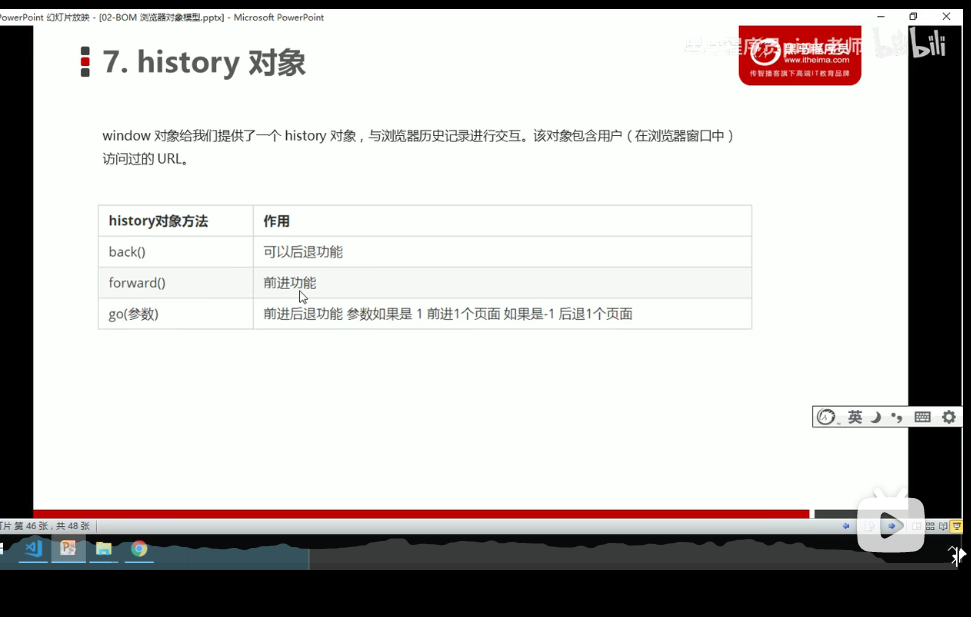 PowerPoint 幻灯片放映 - [02-BOM 浏览器对象模型.pptx] - Microsoft PowerPoint
7. history 对象
www.itheima.com
传智播客旗下高端IT教育品牌
bilibili
window 对象给我们提供了一个 history 对象，与浏览器历史记录进行交互。该对象包含用户（在浏览器窗口中）
访问过的 URL。
history对象方法 作用
back() 可以后退功能
forward() 前进功能
go(参数) 前进后退功能 参数如果是 1 前进1个页面 如果是-1 后退1个页面
英
灯片 第 46 张，共 48 张